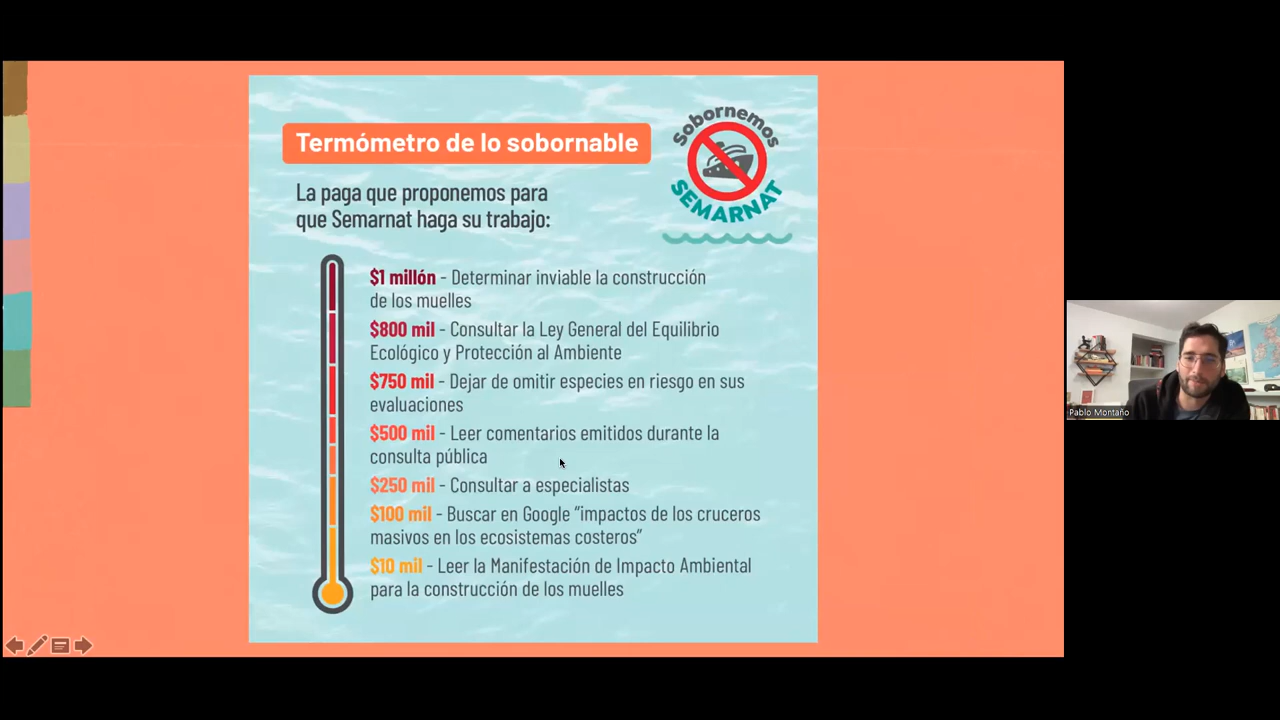 Termómetro de lo sobornable
Sobornemos
SEMARNAT
La paga que proponemos para
que Semarnat haga su trabajo:
$1 millón - Determinar inviable la construcción
de los muelles
$800 mil - Consultar la Ley General del Equilibrio
Ecológico y Protección al Ambiente
$750 mil - Dejar de omitir especies en riesgo en sus
evaluaciones
$500 mil - Leer comentarios emitidos durante la
consulta pública
$250 mil - Consultar a especialistas
$100 mil - Buscar en Google “impactos de los cruceros
masivos en los ecosistemas costeros”
$10 mil - Leer la Manifestación de Impacto Ambiental
para la construcción de los muelles
Pablo Montaño